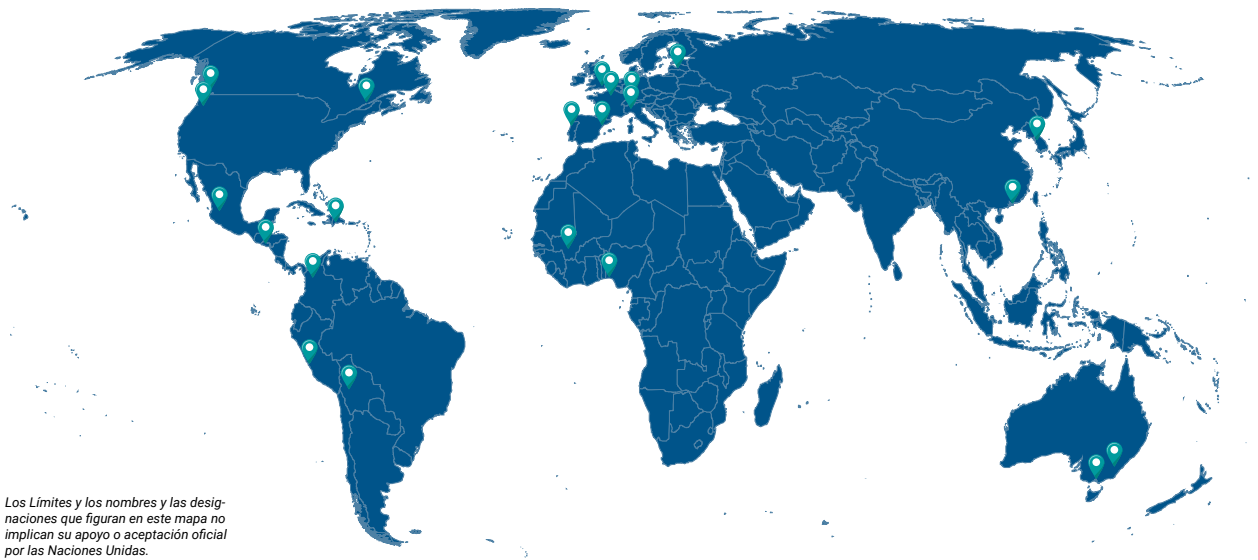 Los Límites y los nombres y las desig-
naciones que figuran en este mapa no
implican su apoyo o aceptación oficial
por las Naciones Unidas.